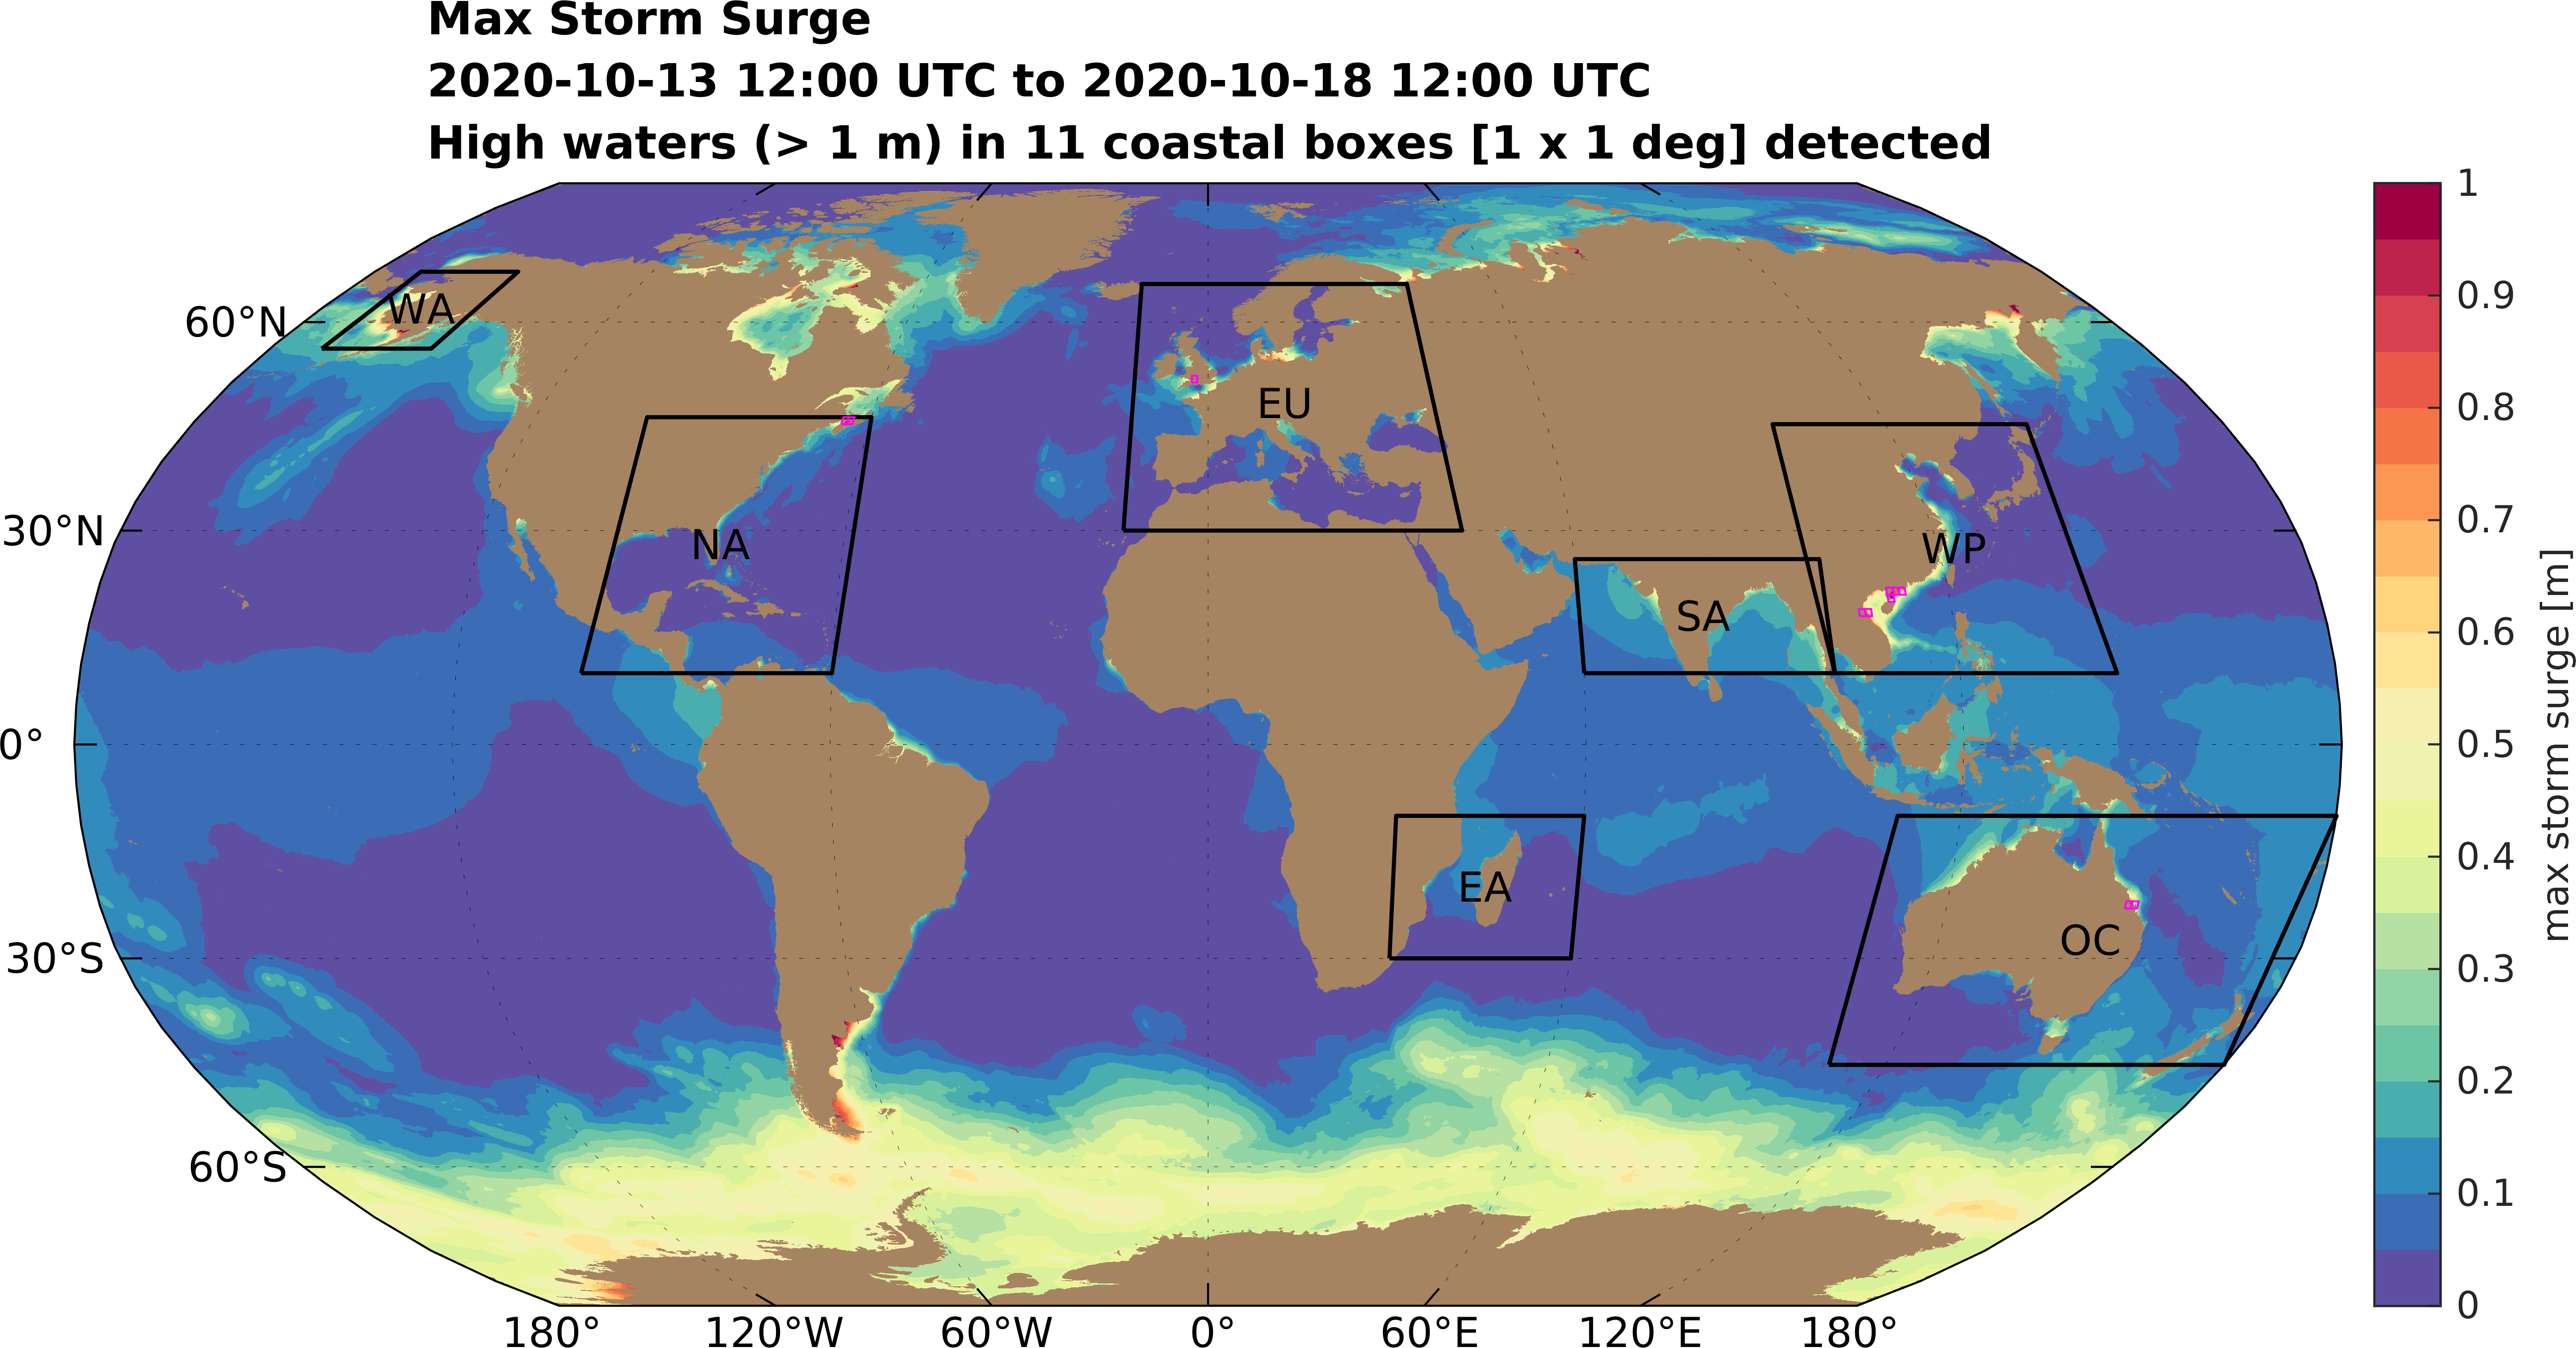 Max Storm Surge
2020-10-13 12:00 UTC to 2020-10-18 12:00 UTC
High waters (> 1 m) in 11 coastal boxes [1 x 1 deg] detected
60°N
30°N
0°
30°S
60°S
WA
NA
EU
SA
WP
EA
OC
180°
120°W
60°W
0°
60°E
120°E
180°
1
0.9
0.8
0.7
0.6
0.5
0.4
0.3
0.2
0.1
0
max storm surge [m]